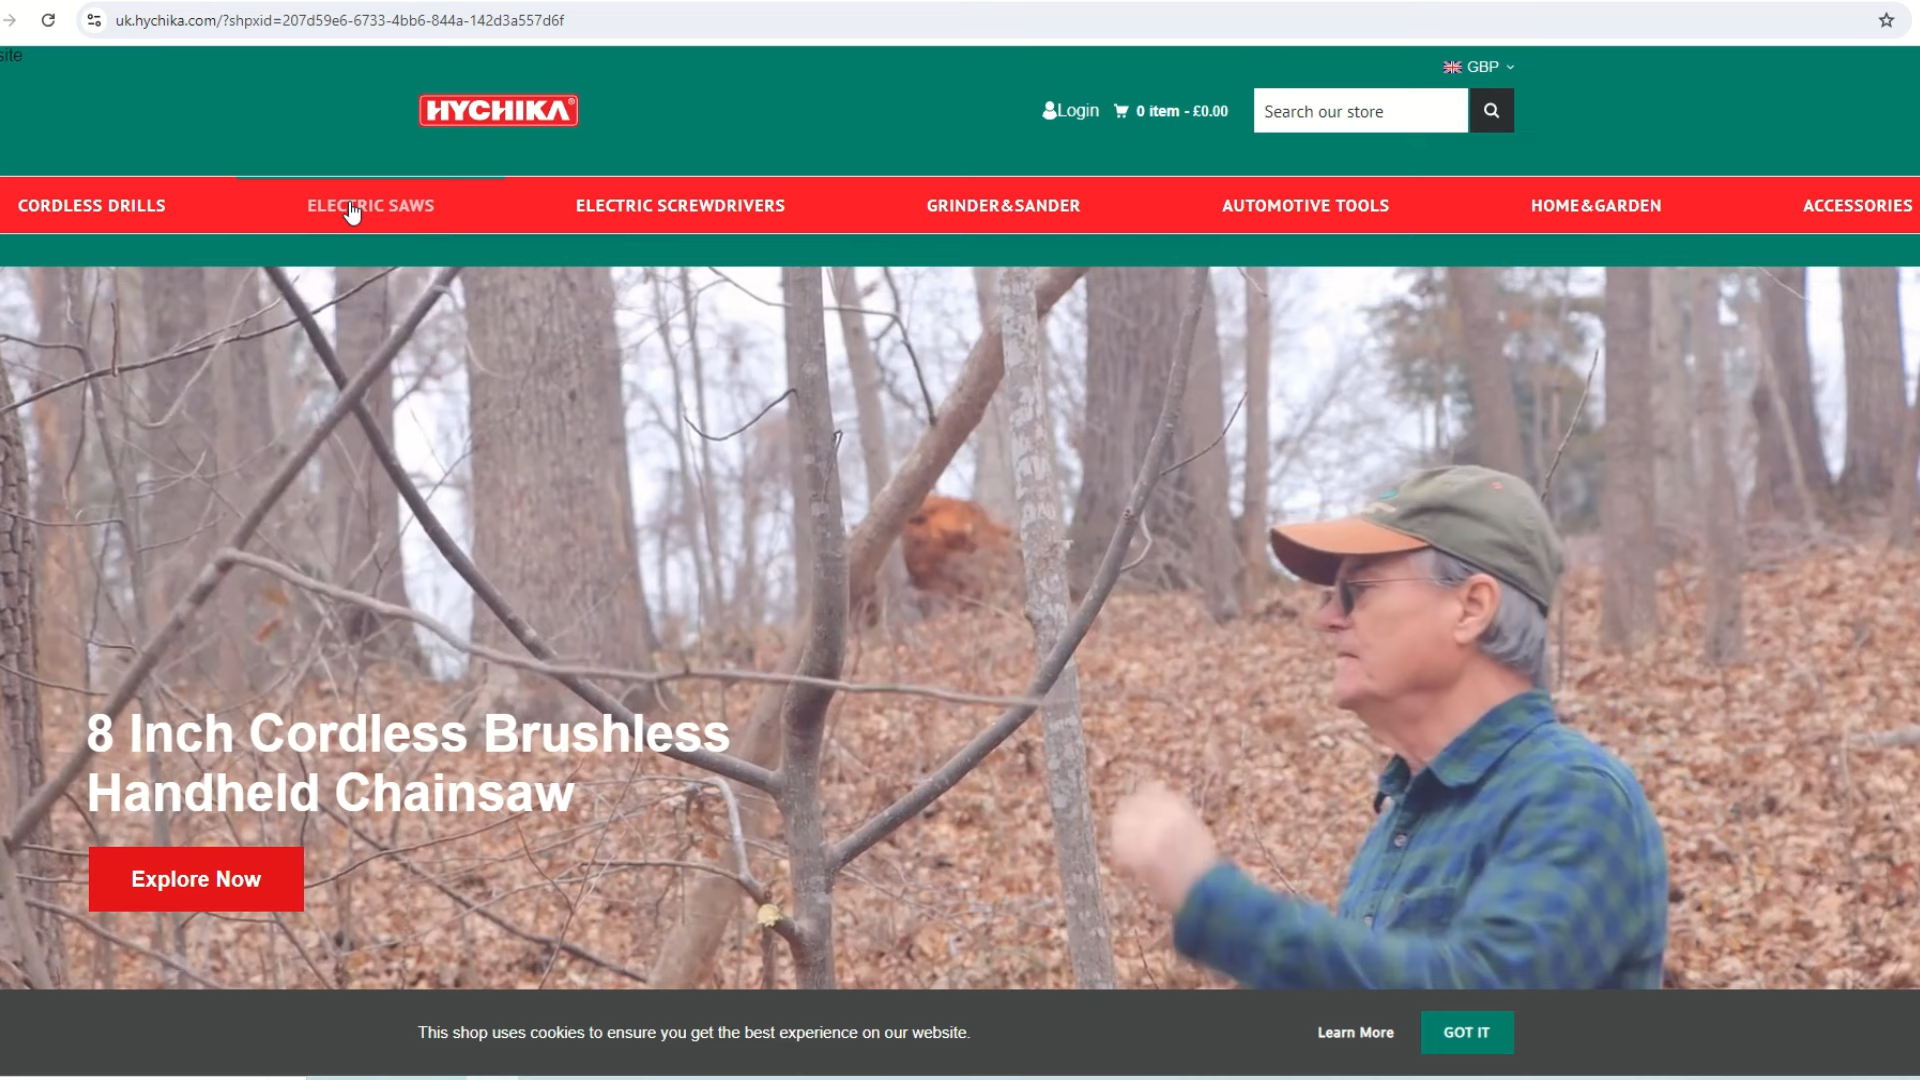 uk.hychika.com/?shpxid=207d59e6-6733-4bb6-844a-142d3a557d6f
site
GBP
HYCHIKA®
Login 0 item - £0.00 Search our store
CORDLESS DRILLS ELECTRIC SAWS ELECTRIC SCREWDRIVERS GRINDER&SANDER AUTOMOTIVE TOOLS HOME&GARDEN ACCESSORIES
8 Inch Cordless Brushless
Handheld Chainsaw
Explore Now
This shop uses cookies to ensure you get the best experience on our website. Learn More GOT IT